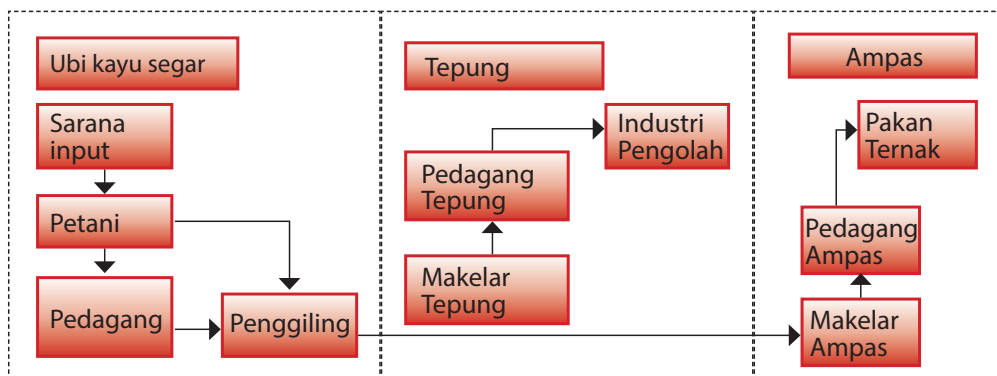 Ubi kayu segar
Sarana
input
Petani
Pedagang
Penggiling
Tepung
Industri
Pengolah
Pedagang
Tepung
Makelar
Tepung
Ampas
Pakan
Ternak
Pedagang
Ampas
Makelar
Ampas